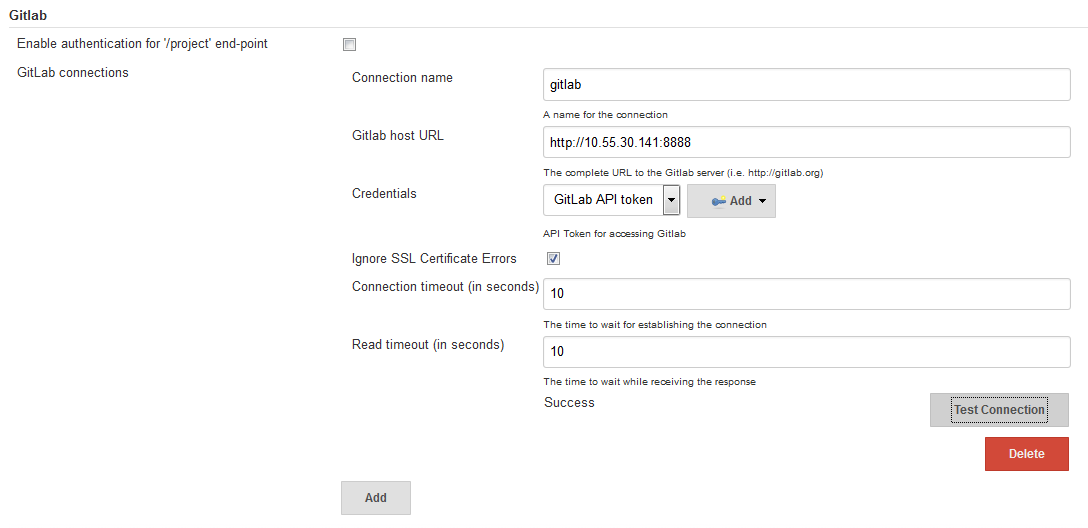 Gitlab
Enable authentication for '/project' end-point
GitLab connections
Connection name
gitlab
A name for the connection
Gitlab host URL
http://10.55.30.141:8888
The complete URL to the Gitlab server (i.e. http://gitlab.org)
Credentials
GitLab API token
Add
API Token for accessing Gitlab
Ignore SSL Certificate Errors
Connection timeout (in seconds)
10
The time to wait for establishing the connection
Read timeout (in seconds)
10
The time to wait while receiving the response
Success
Test Connection
Delete
Add